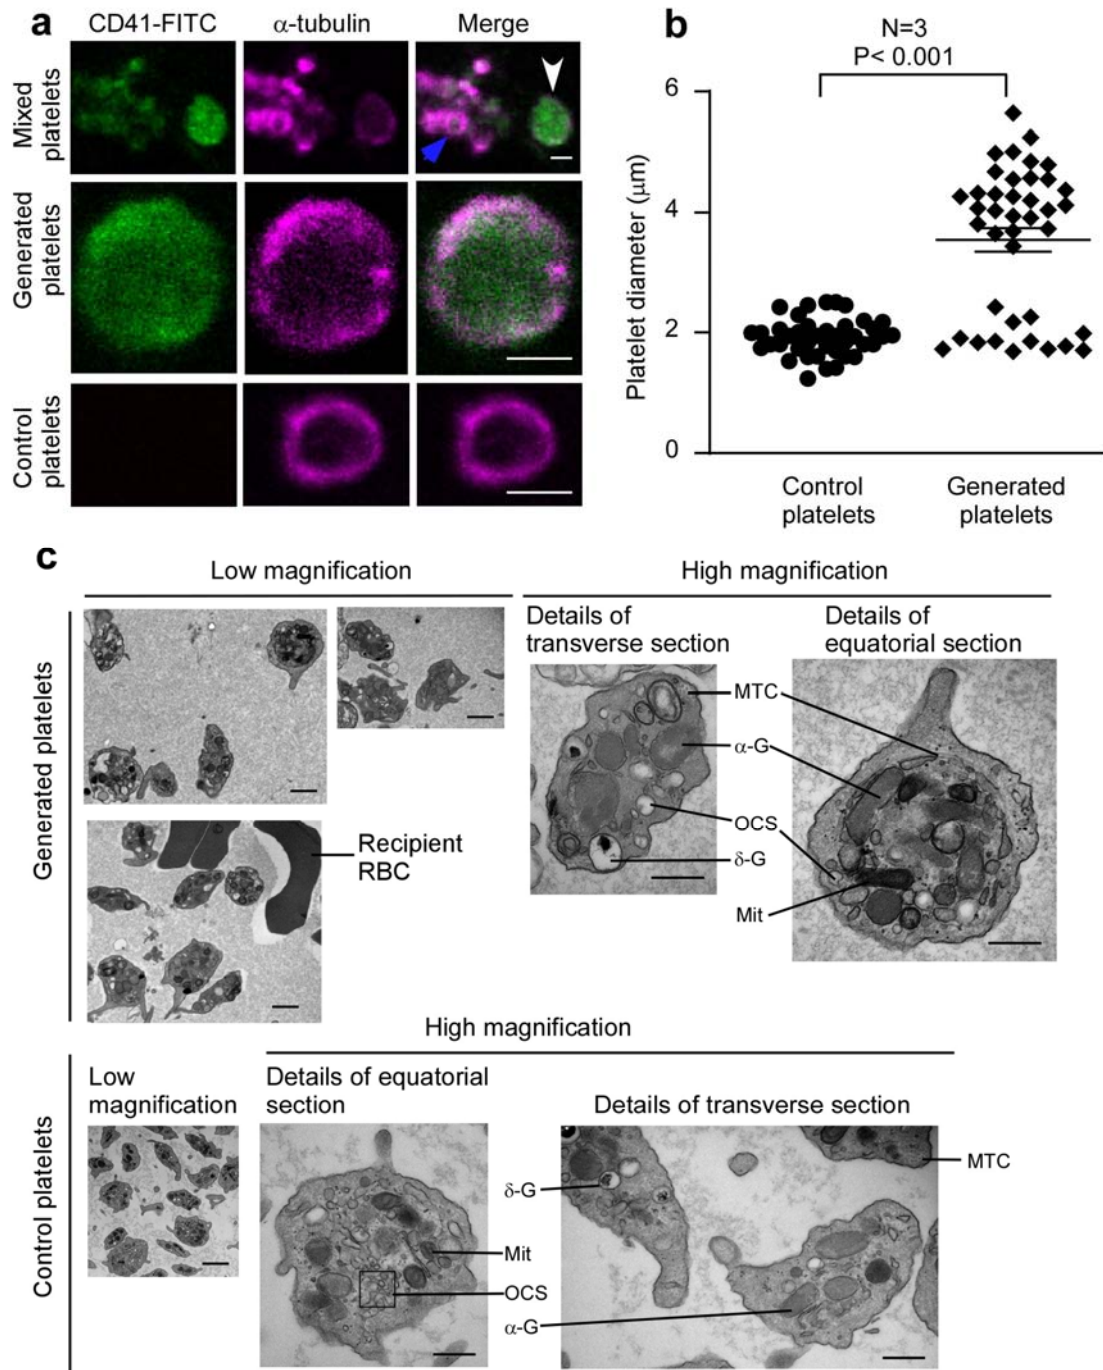 a
CD41-FITC
α-tubulin
Merge
Mixed
platelets
Generated
platelets
Control
platelets
b
N=3
P< 0.001
Platelet diameter (μm)
6
4
2
0
Control
platelets
Generated
platelets
c
Low magnification
High magnification
Generated platelets
Recipient
RBC
Details of
transverse section
Details of
equatorial section
MTC
α-G
OCS
δ-G
Mit
High magnification
Control platelets
Low
magnification
Details of equatorial
section
Details of transverse section
δ-G
Mit
OCS
α-G
MTC